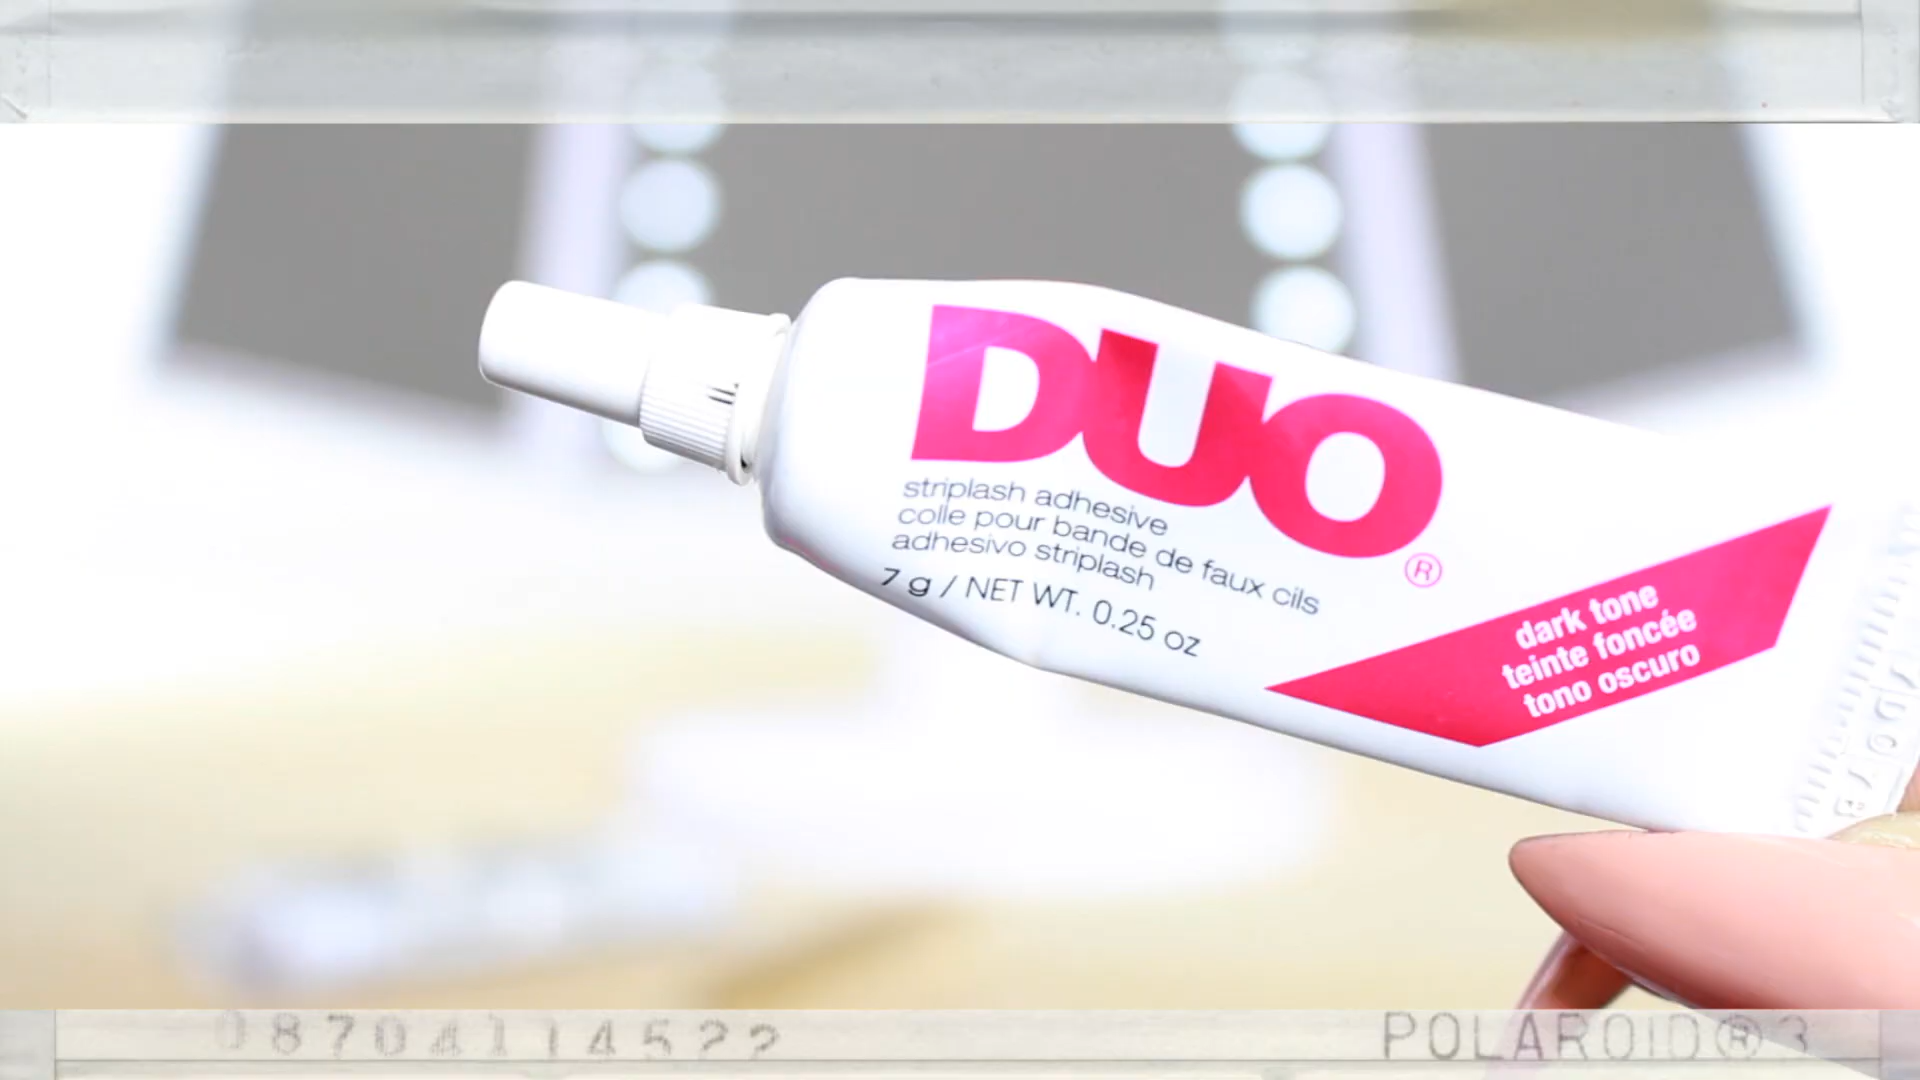 DUO®
striplash adhesive
colle pour bande de faux cils
adhesivo striplash
7 g / NET WT. 0.25 oz
dark tone
teinte foncée
tono oscuro
POLAROID®3